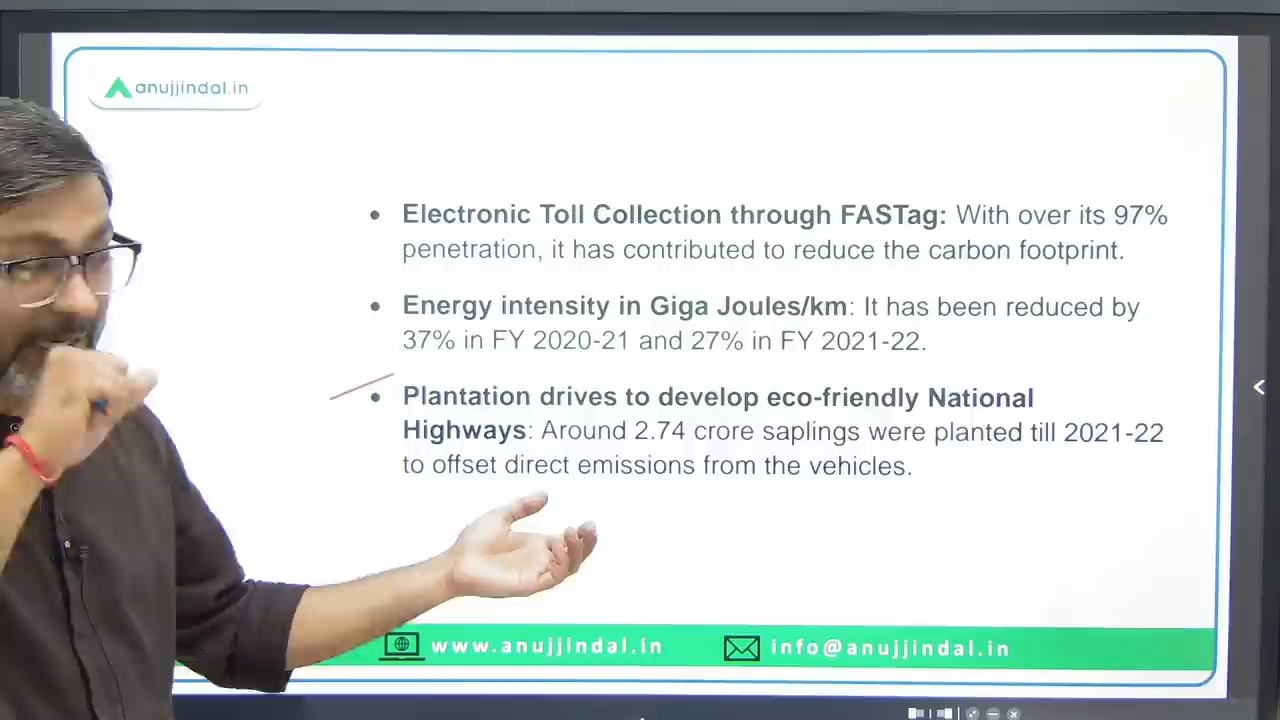 anujjindal.in
Electronic Toll Collection through FASTag: With over its 97%
penetration, it has contributed to reduce the carbon footprint.
Energy intensity in Giga Joules/km: It has been reduced by
37% in FY 2020-21 and 27% in FY 2021-22.
Plantation drives to develop eco-friendly National
Highways: Around 2.74 crore saplings were planted till 2021-22
to offset direct emissions from the vehicles.
www.anujjindal.in
info@anujjindal.in